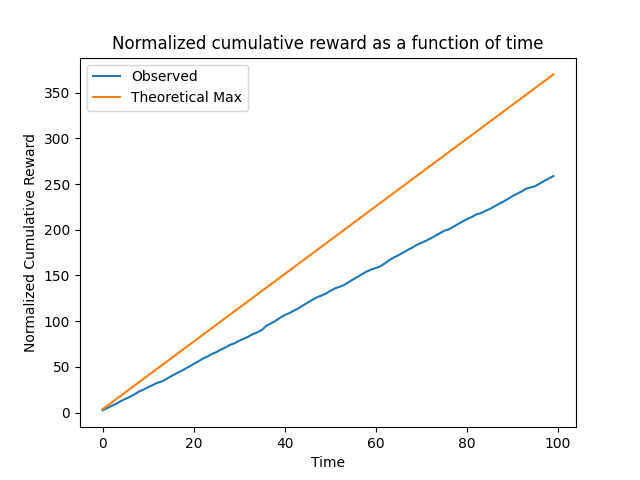 Normalized cumulative reward as a function of time
Observed
Theoretical Max
350
300
250
200
150
100
50
0
Normalized Cumulative Reward
0 20 40 60 80 100
Time